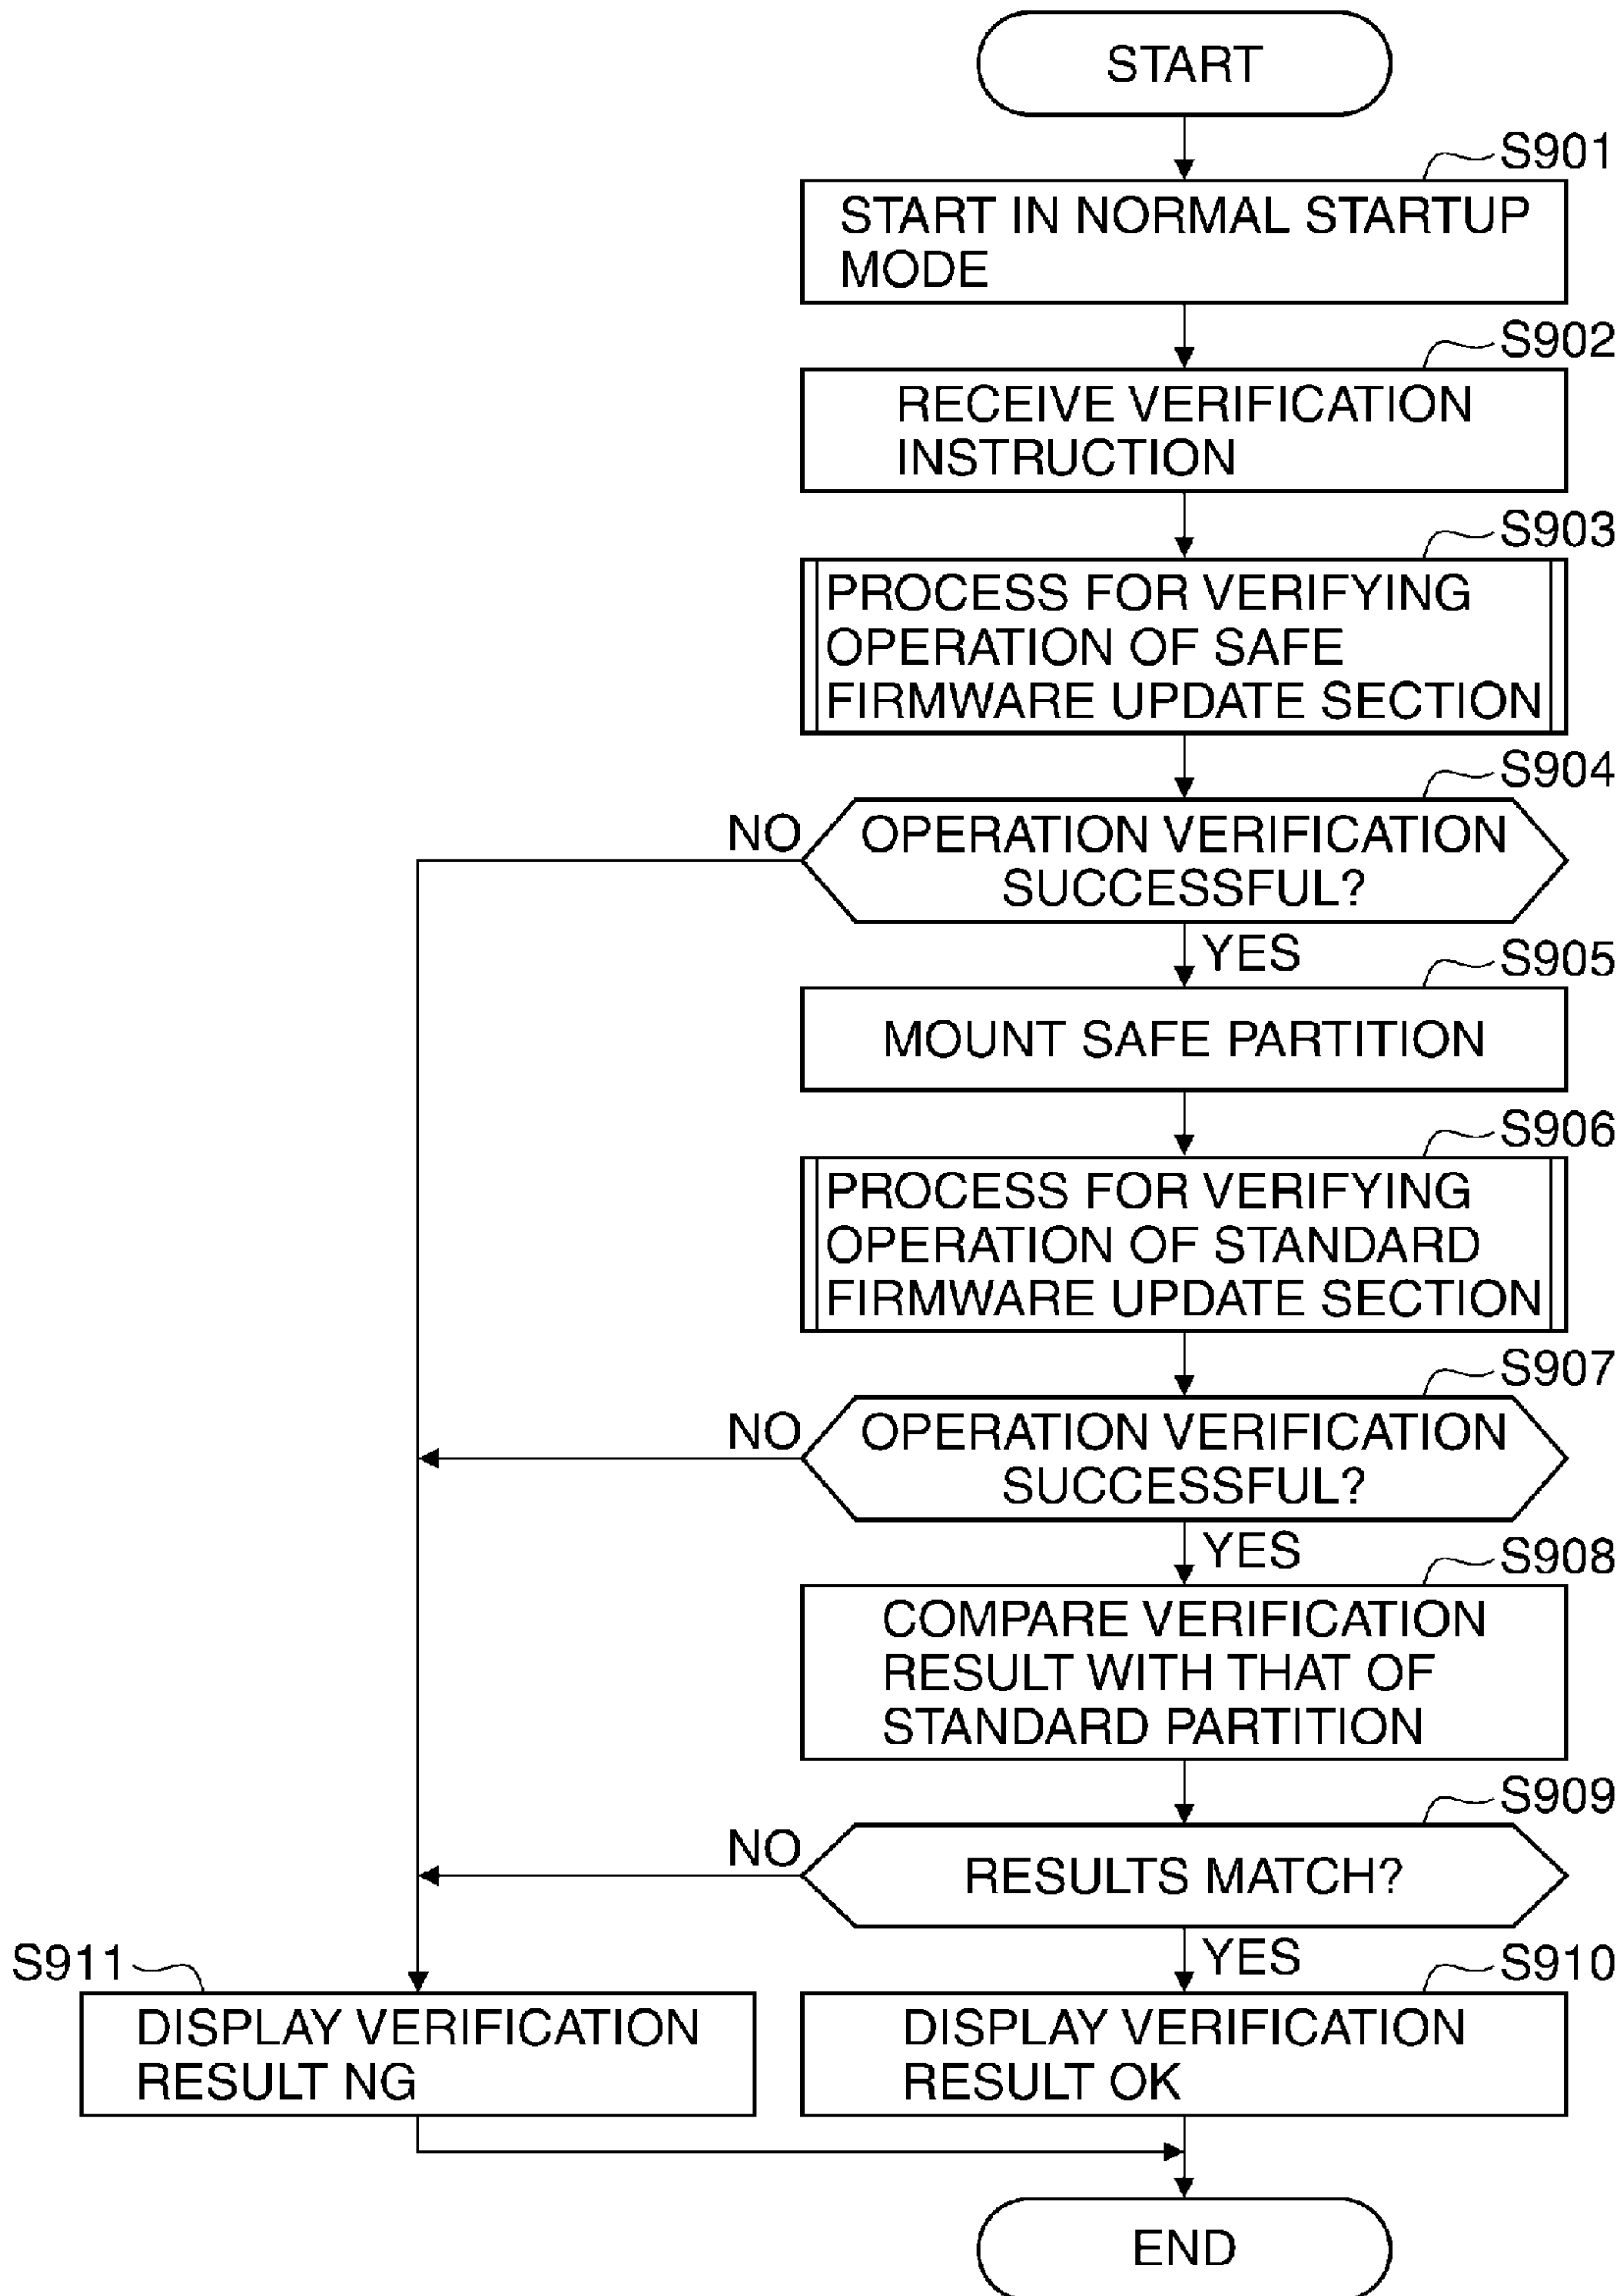 START
S901
START IN NORMAL STARTUP
MODE
S902
RECEIVE VERIFICATION
INSTRUCTION
S903
PROCESS FOR VERIFYING
OPERATION OF SAFE
FIRMWARE UPDATE SECTION
S904
NO
OPERATION VERIFICATION
SUCCESSFUL?
YES
S905
MOUNT SAFE PARTITION
S906
PROCESS FOR VERIFYING
OPERATION OF STANDARD
FIRMWARE UPDATE SECTION
S907
NO
OPERATION VERIFICATION
SUCCESSFUL?
YES
S908
COMPARE VERIFICATION
RESULT WITH THAT OF
STANDARD PARTITION
S909
NO
RESULTS MATCH?
YES
S911
DISPLAY VERIFICATION
RESULT NG
S910
DISPLAY VERIFICATION
RESULT OK
END